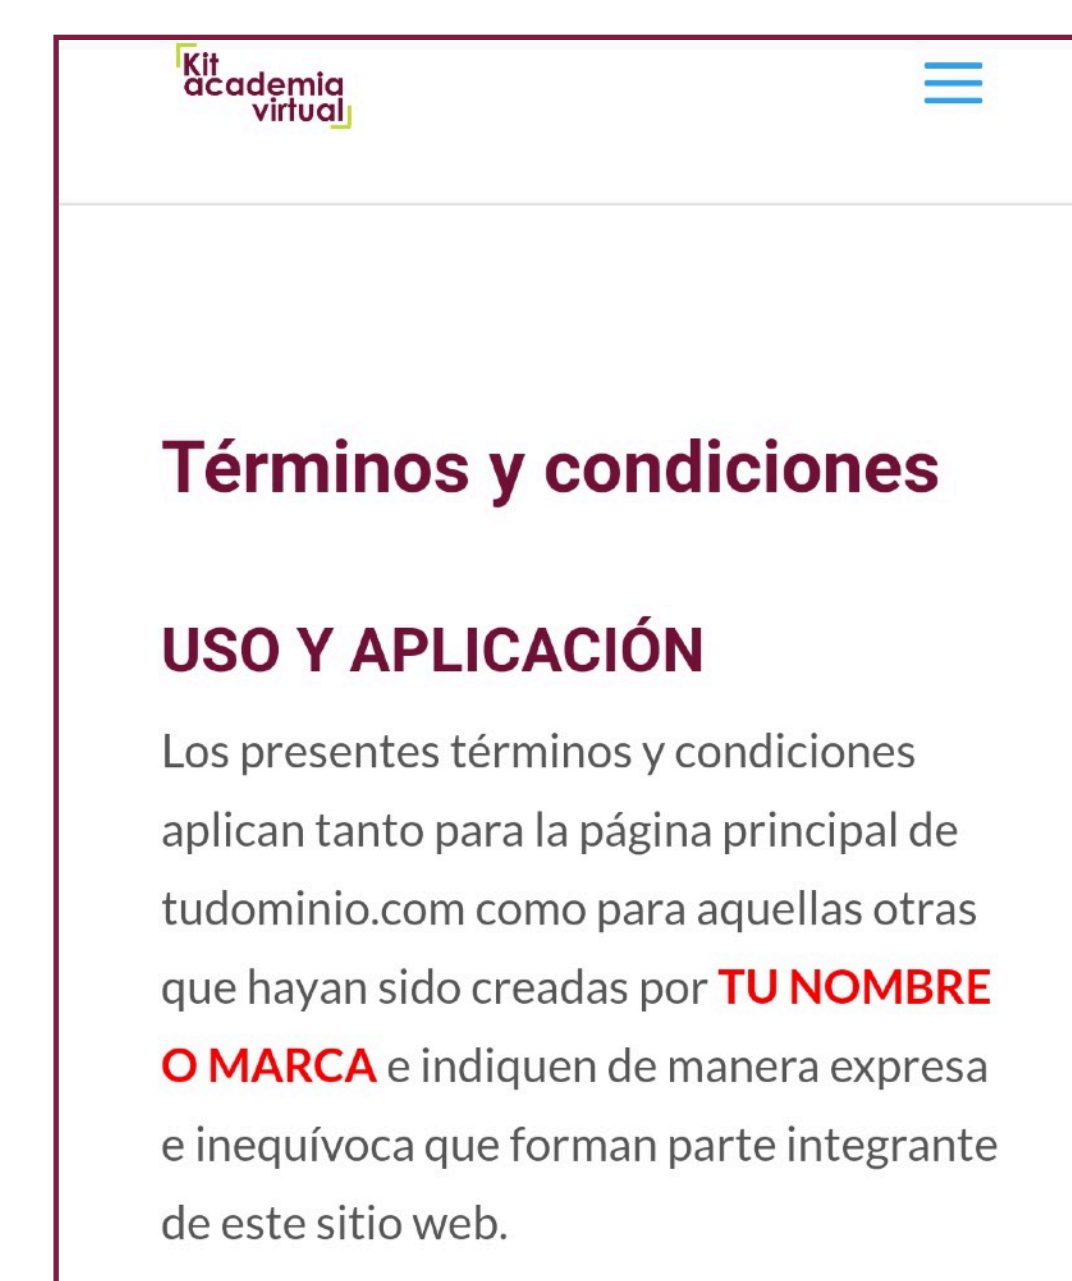 Kit
academia
virtual
Términos y condiciones
USO Y APLICACIÓN
Los presentes términos y condiciones
aplican tanto para la página principal de
tudominio.com como para aquellas otras
que hayan sido creadas por TU NOMBRE
O MARCA e indiquen de manera expresa
e inequívoca que forman parte integrante
de este sitio web.